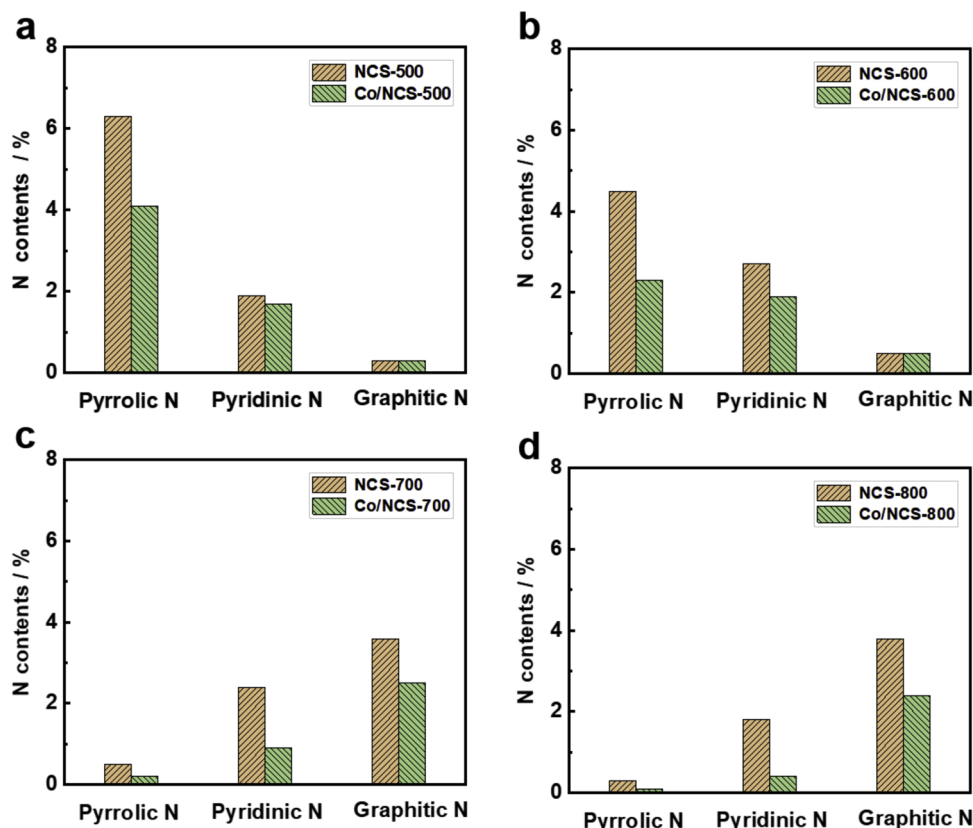 a
N contents / %
8
6
4
2
0
NCS-500
Co/NCS-500
Pyrrolic N Pyridinic N Graphitic N
b
N contents / %
8
6
4
2
0
NCS-600
Co/NCS-600
Pyrrolic N Pyridinic N Graphitic N
c
N contents / %
8
6
4
2
0
NCS-700
Co/NCS-700
Pyrrolic N Pyridinic N Graphitic N
d
N contents / %
8
6
4
2
0
NCS-800
Co/NCS-800
Pyrrolic N Pyridinic N Graphitic N